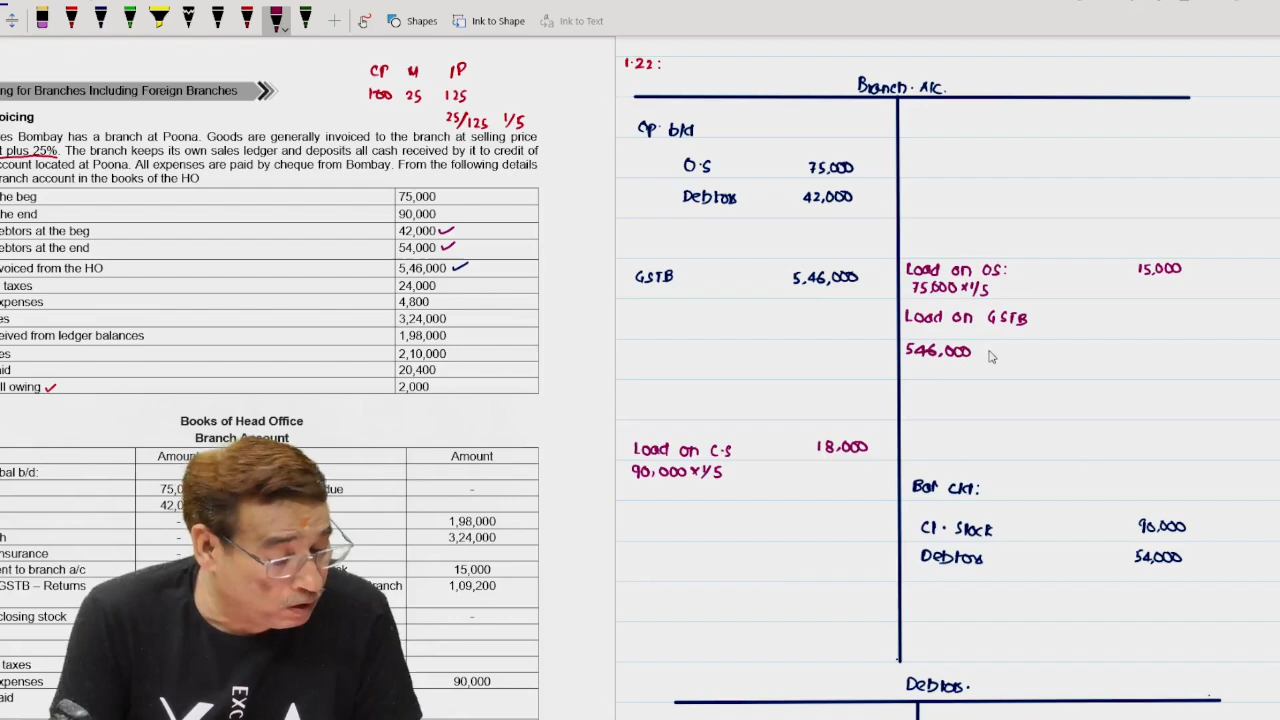 Shapes
Ink to Shape
Ink to Text
ng for Branches Including Foreign Branches
CP M IP
100 25 125
25/125 1/5
oicing
es Bombay has a branch at Poona. Goods are generally invoiced to the branch at selling price
t plus 25%. The branch keeps its own sales ledger and deposits all cash received by it to credit of
ccount located at Poona. All expenses are paid by cheque from Bombay. From the following details
ranch account in the books of the HO
he beg 75,000
he end 90,000
ebtors at the beg 42,000
ebtors at the end 54,000
voiced from the HO 5,46,000
taxes 24,000
xpenses 4,800
es 3,24,000
eived from ledger balances 1,98,000
es 2,10,000
aid 20,400
ll owing 2,000
Books of Head Office
Branch Account
Amount Amount
bal b/d:
75,0 due -
42,0
- 1,98,000
h - 3,24,000
nsurance
ent to branch a/c 15,000
GSTB – Returns ranch 1,09,200
closing stock -
taxes
xpenses 90,000
aid
1.22:
Branch. A/c.
Op b/d
O.S 75,000
Debtors 42,000
GSTB 5,46,000
Load on C.S 18,000
90,000 x 1/5
Load on OS: 15,000
75,000 x 1/5
Load on GSTB
546,000
Bal c/d:
Cl. Stock 90,000
Debtors 54,000
Debtors.